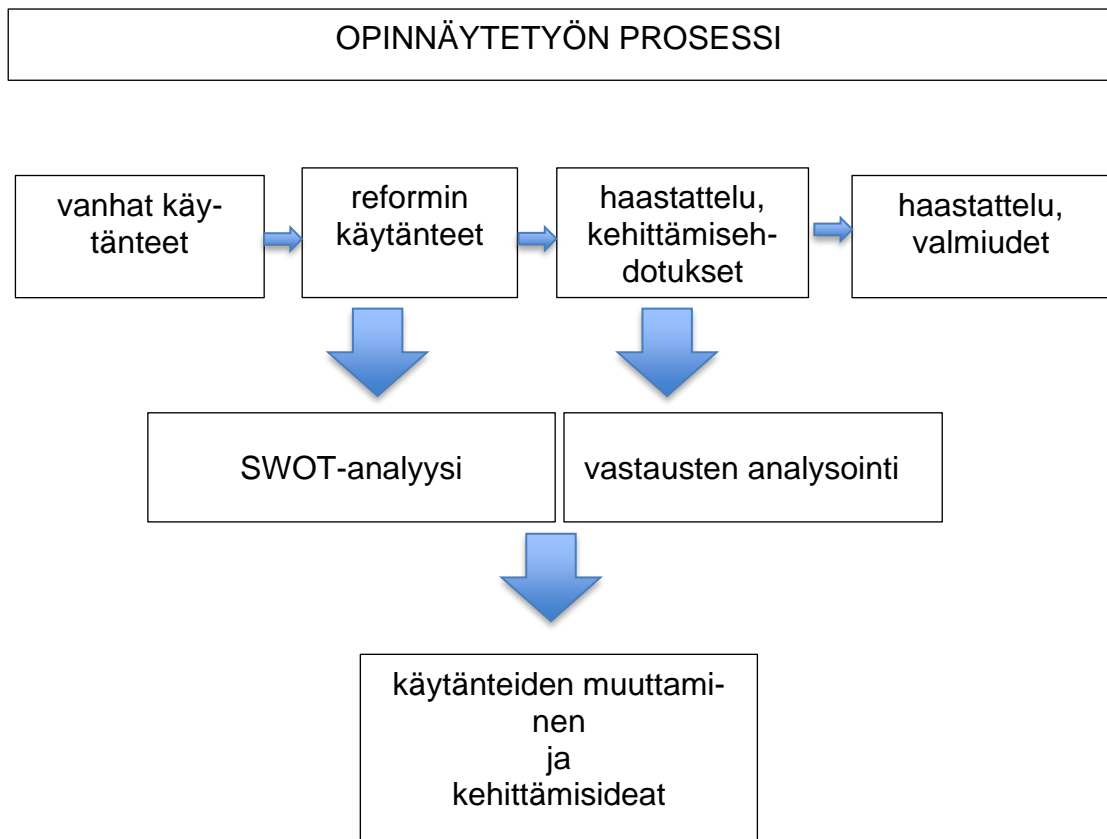 OPINNÄYTETYÖN PROSESSI
vanhat käy-
tänteet
reformin
käytänteet
haastattelu,
kehittämiseh-
dotukset
haastattelu,
valmiudet
SWOT-analyysi
vastausten analysointi
käytänteiden muuttami-
nen
ja
kehittämisideat